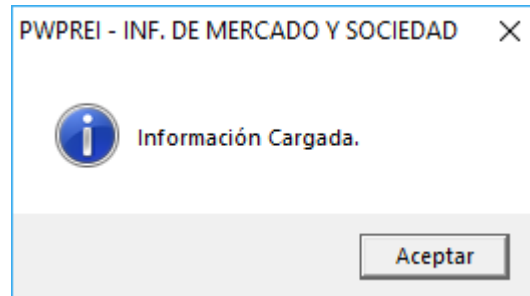 PWPREI - INF. DE MERCADO Y SOCIEDAD
Información Cargada.
Aceptar